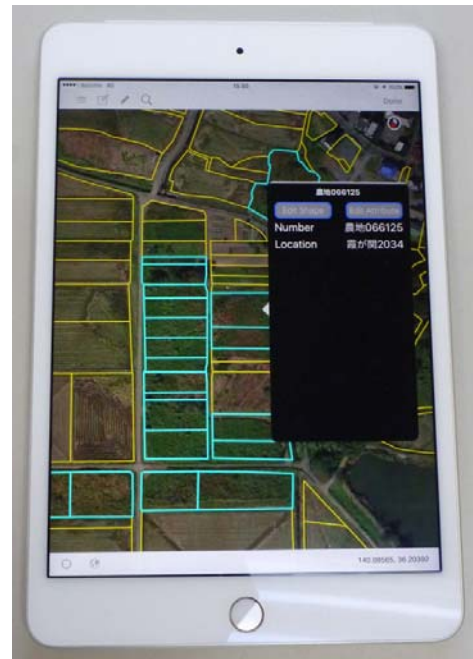 Done
農地066125
Edit Shape Edit Attribute
Number 農地066125
Location 霞が関2034
140.08565, 36.20380